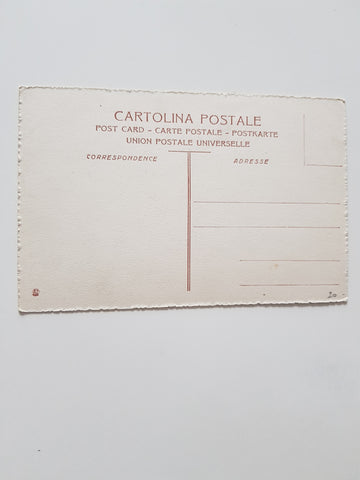 CARTOLINA POSTALE
POST CARD - CARTE POSTALE - POSTKARTE
UNION POSTALE UNIVERSELLE
CORRESPONDENCE
ADRESSE